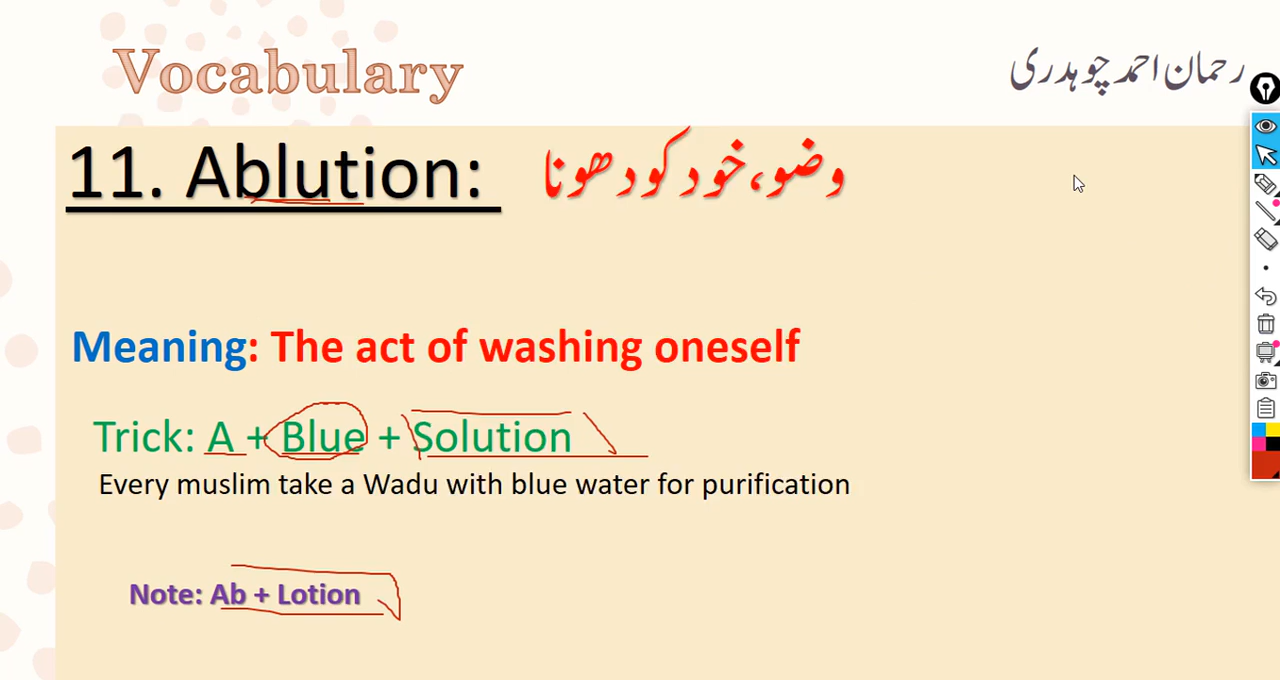 Vocabulary
رحمان احمد چوہدری
11. Ablution:
وضو، خود کو دھونا
Meaning: The act of washing oneself
Trick: A + Blue + Solution
Every muslim take a Wadu with blue water for purification
Note: Ab + Lotion